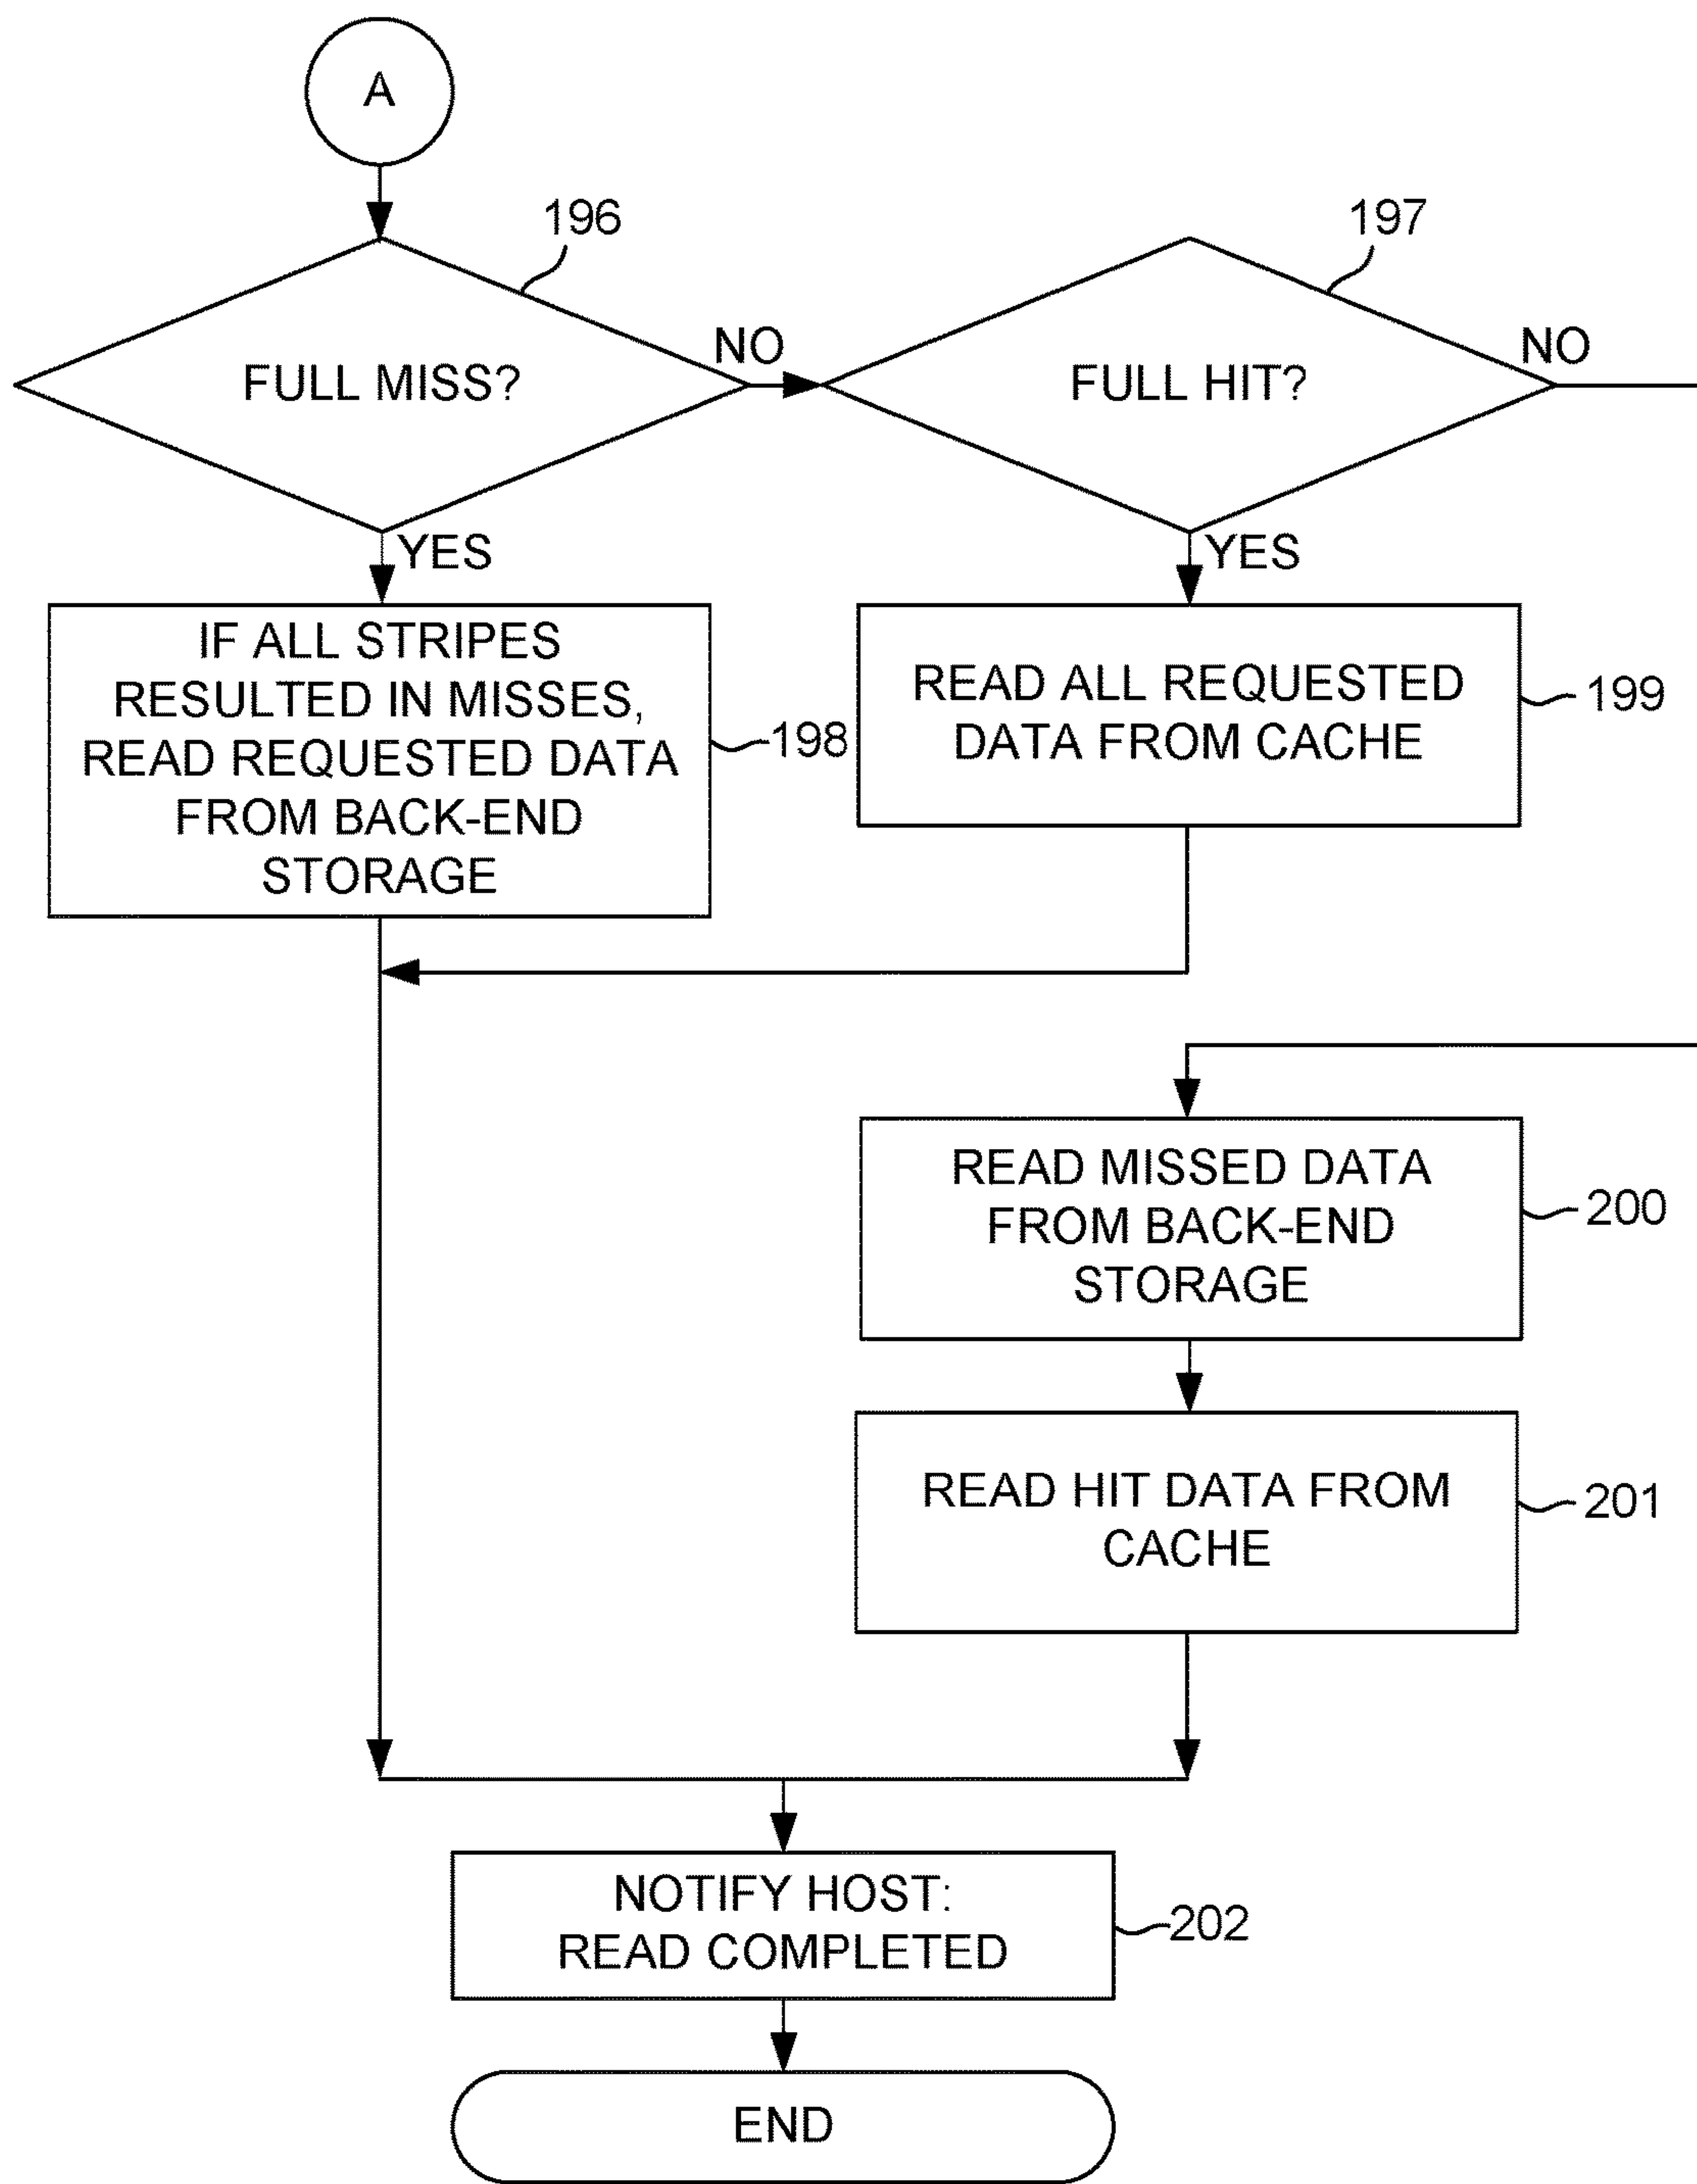 A
196
197
FULL MISS?
NO
FULL HIT?
NO
YES
YES
IF ALL STRIPES
RESULTED IN MISSES,
READ REQUESTED DATA
FROM BACK-END
STORAGE
198
READ ALL REQUESTED
DATA FROM CACHE
199
READ MISSED DATA
FROM BACK-END
STORAGE
200
READ HIT DATA FROM
CACHE
201
NOTIFY HOST:
READ COMPLETED
202
END